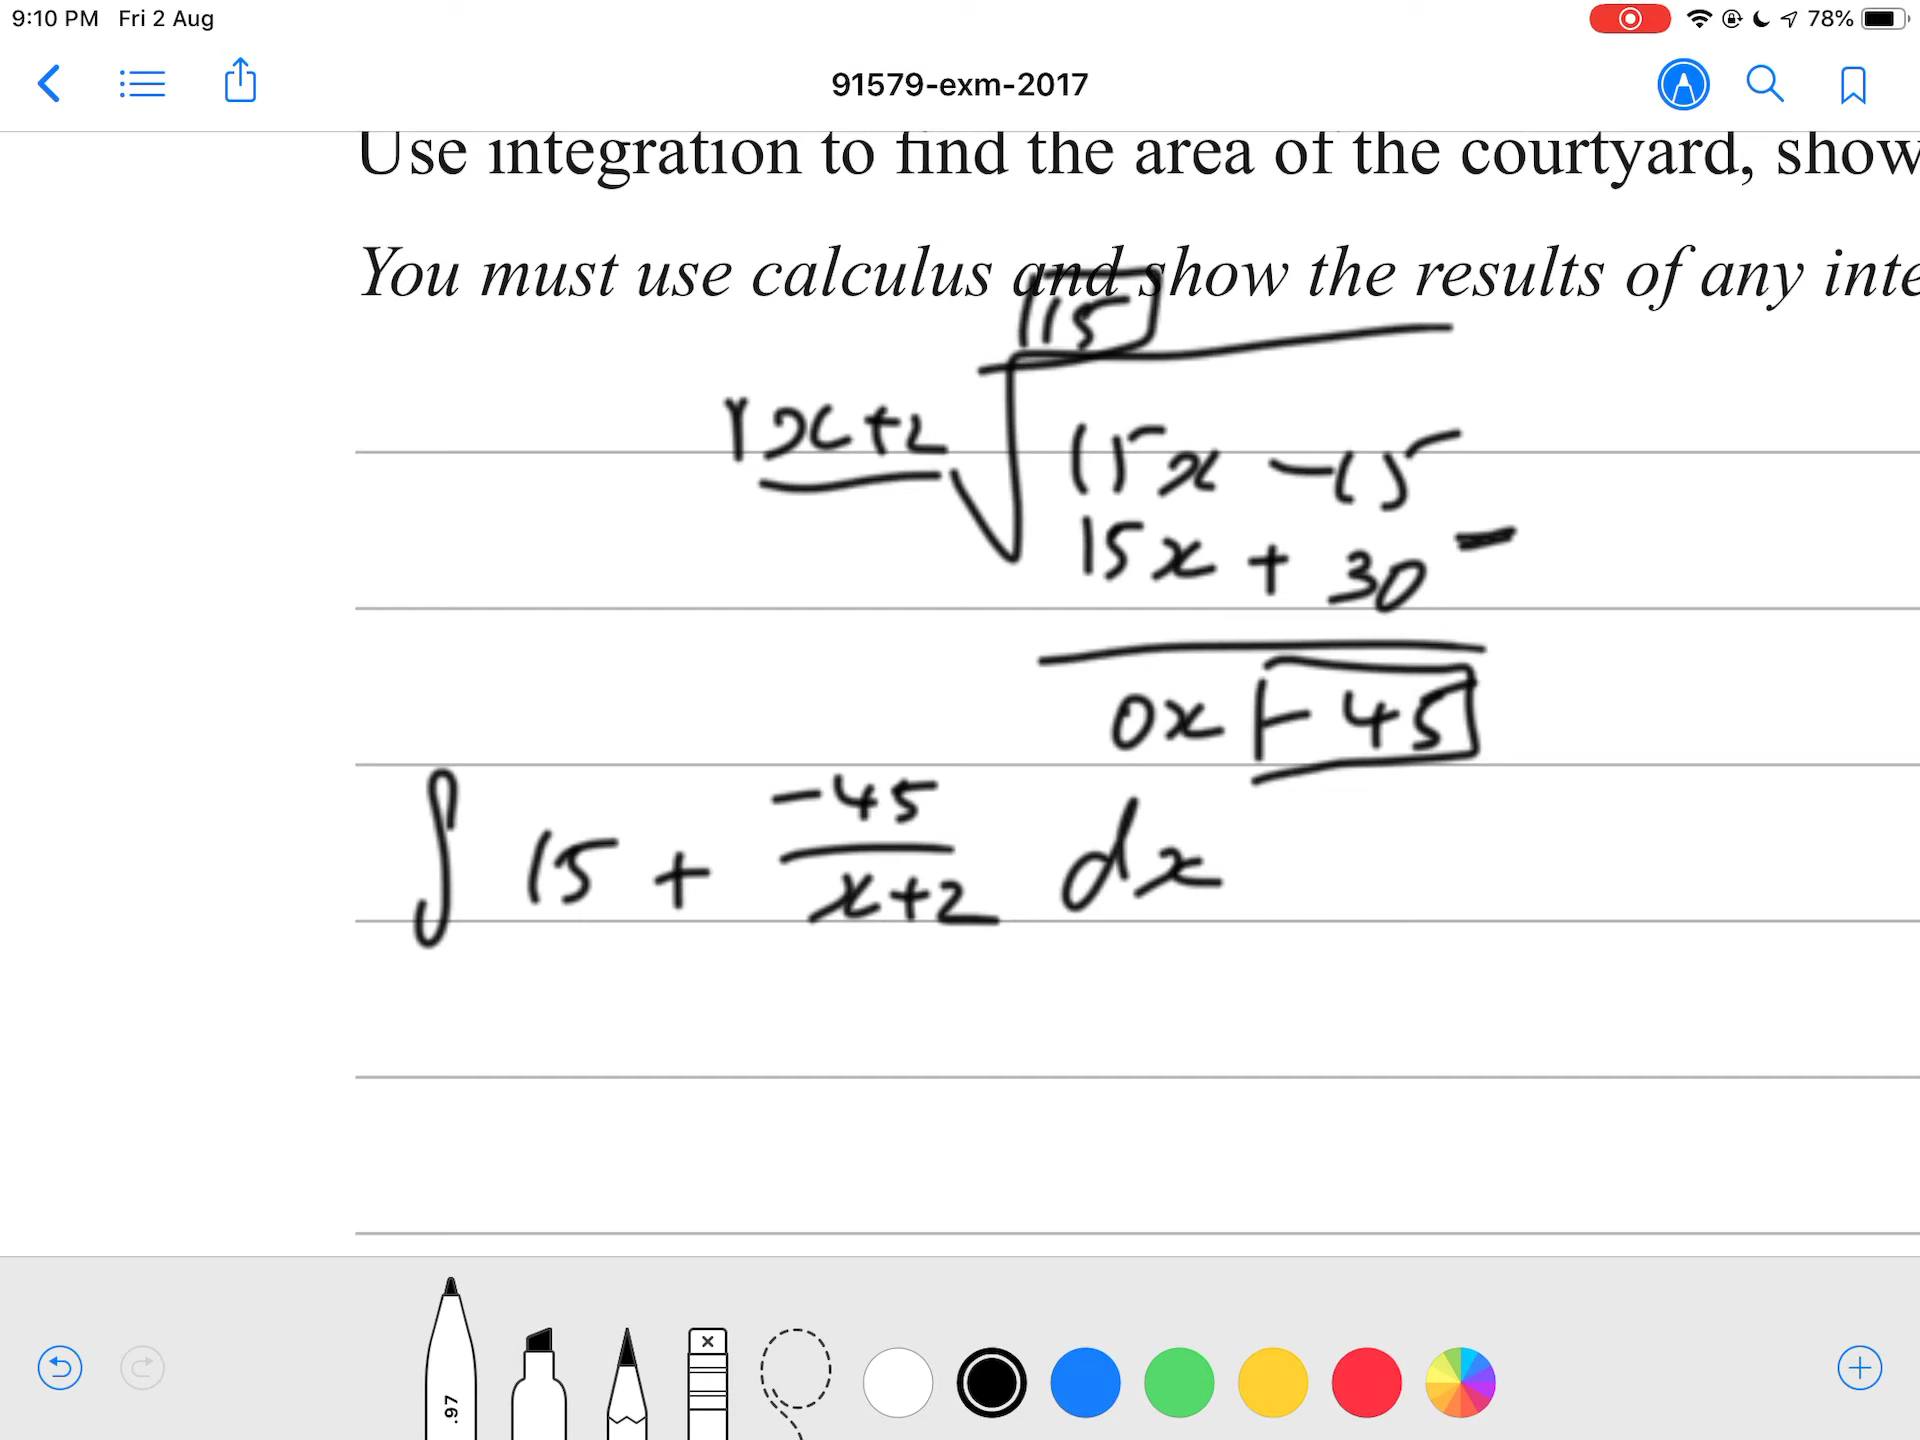 9:10 PM Fri 2 Aug 78%
91579-exm-2017
Use integration to find the area of the courtyard, show
You must use calculus and show the results of any inte
15
1x+2 15x -15
15x + 30 -
0x - 45
∫ 15 + -45/x+2 dx
.97